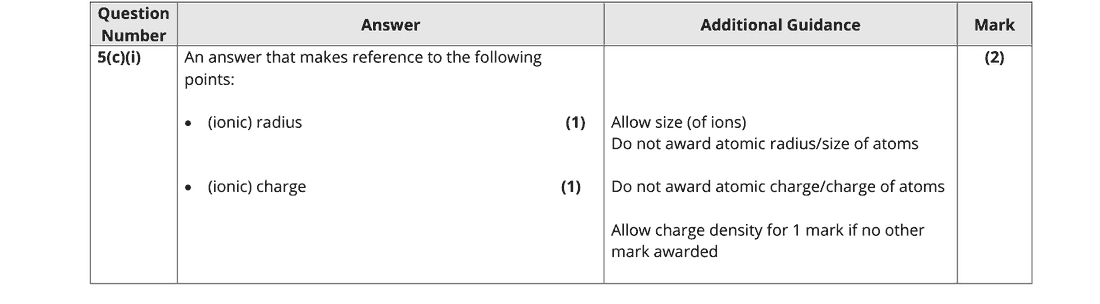 Question Number Answer Additional Guidance Mark
5(c)(i) An answer that makes reference to the following (2)
points:
• (ionic) radius (1) Allow size (of ions)
Do not award atomic radius/size of atoms
• (ionic) charge (1) Do not award atomic charge/charge of atoms
Allow charge density for 1 mark if no other
mark awarded